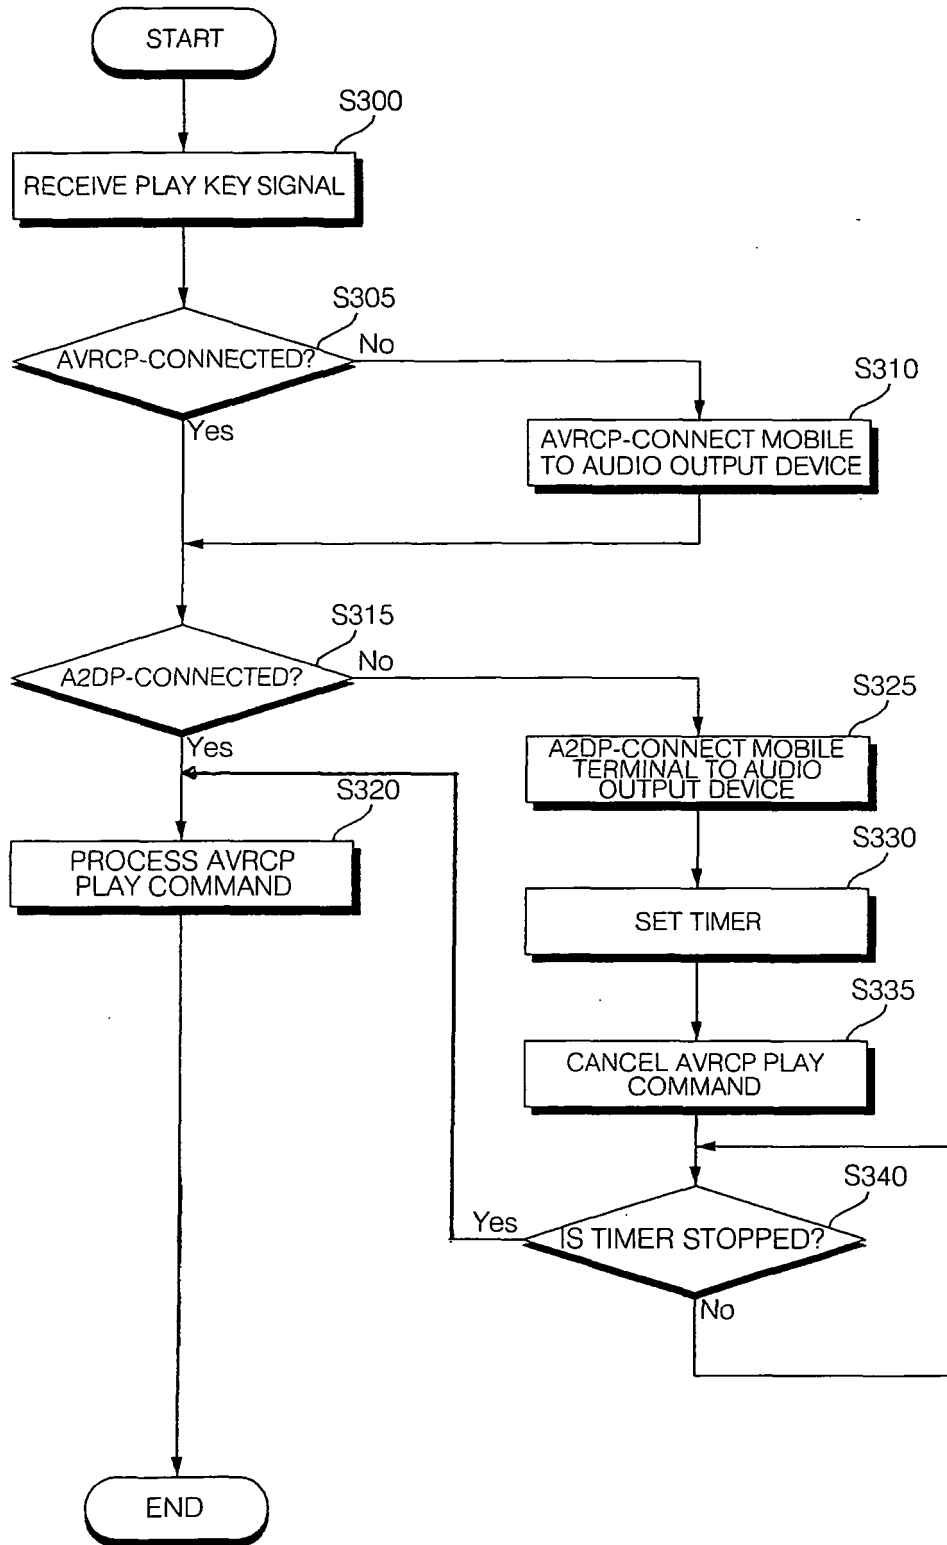 START
S300
RECEIVE PLAY KEY SIGNAL
S305
AVRCP-CONNECTED?
No
Yes
S310
AVRCP-CONNECT MOBILE
TO AUDIO OUTPUT DEVICE
S315
A2DP-CONNECTED?
No
Yes
S325
A2DP-CONNECT MOBILE
TERMINAL TO AUDIO
OUTPUT DEVICE
S320
PROCESS AVRCP
PLAY COMMAND
S330
SET TIMER
S335
CANCEL AVRCP PLAY
COMMAND
S340
Yes
IS TIMER STOPPED?
No
END